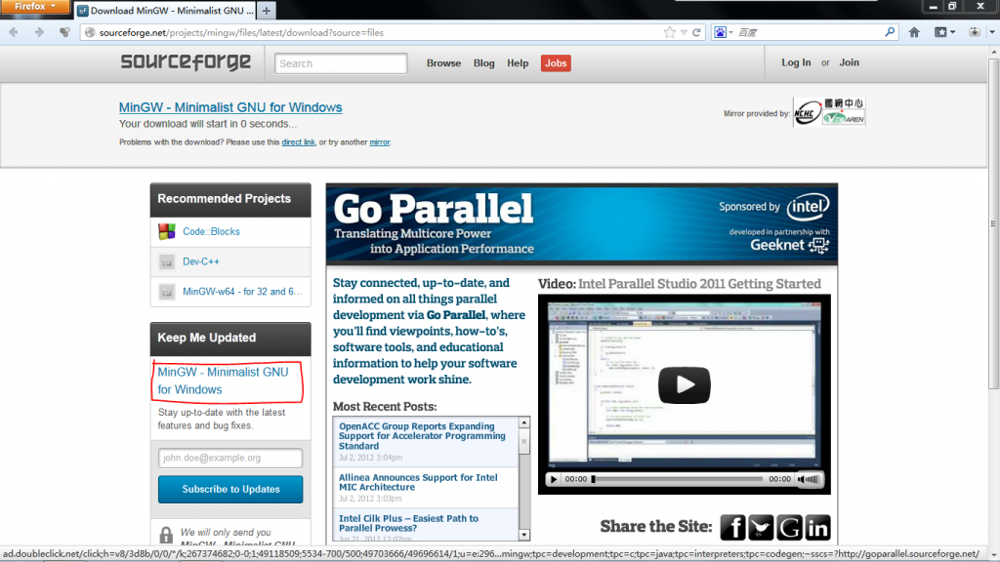 Firefox
Download MinGW - Minimalist GNU ...
sourceforge.net/projects/mingw/files/latest/download?source=files
百度
sourceforge
Search
Browse Blog Help Jobs
Log In or Join
MinGW - Minimalist GNU for Windows
Your download will start in 0 seconds...
Problems with the download? Please use this direct link, or try another mirror.
Mirror provided by:
NCHC
國網中心
TWAREN
Recommended Projects
Code::Blocks
Dev-C++
MinGW-w64 - for 32 and 6...
Keep Me Updated
MinGW - Minimalist GNU
for Windows
Stay up-to-date with the latest
features and bug fixes.
john.doe@example.org
Subscribe to Updates
We will only send you
MinGW - Minimalist GNU
Go Parallel
Translating Multicore Power
into Application Performance
Sponsored by intel
developed in partnership with
Geeknet
Stay connected, up-to-date, and
informed on all things parallel
development via Go Parallel, where
you'll find viewpoints, how-to's,
software tools, and educational
information to help your software
development work shine.
Most Recent Posts:
OpenACC Group Reports Expanding
Support for Accelerator Programming
Standard
Jul 2, 2012 3:04pm
Allinea Announces Support for Intel
MIC Architecture
Jul 2, 2012 3:03pm
Intel Cilk Plus – Easiest Path to
Parallel Prowess?
Jun 21, 2012 12:07pm
Video: Intel Parallel Studio 2011 Getting Started
00:00
00:00
Share the Site:
ad.doubleclick.net/click;h=v8/3d8b/0/0/*/k;267374682;0-0;1;49118509;5534-700/500;49703666/49696614/1;u=e:296...mingw;tpc=development;tpc=c;tpc=java;tpc=interpreters;tpc=codegen;~sscs=?http://goparallel.sourceforge.net/